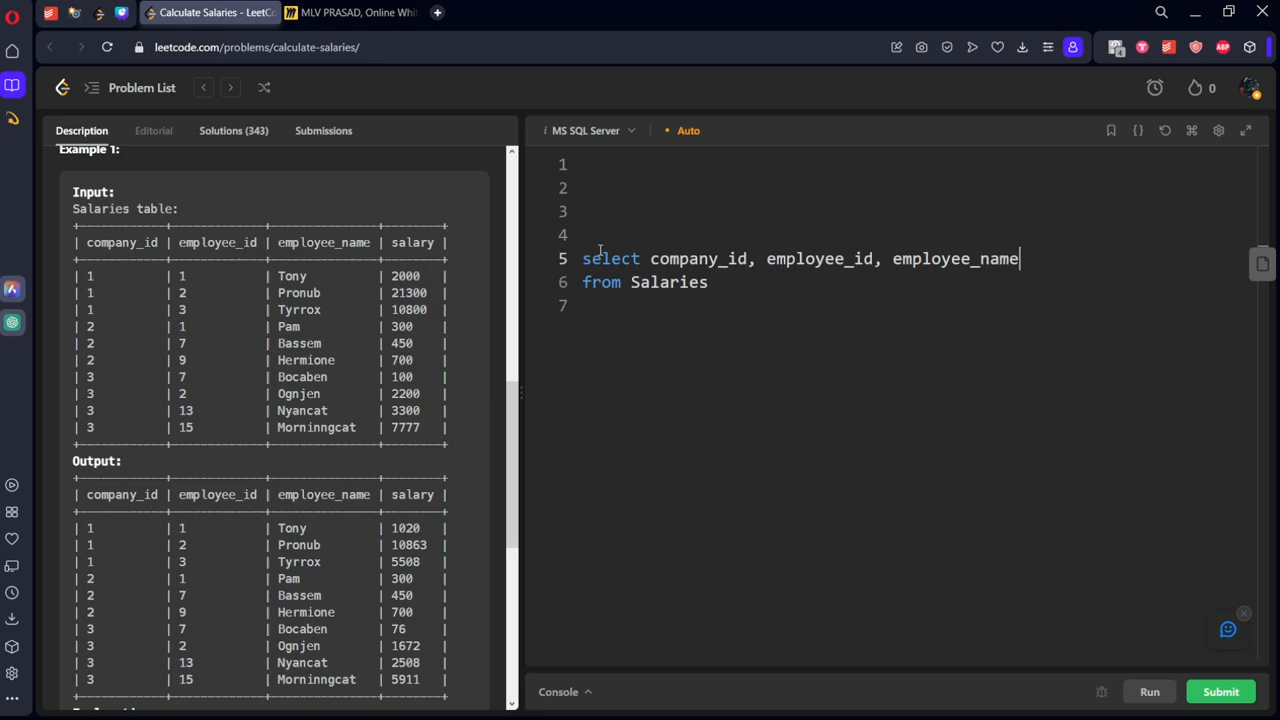 Calculate Salaries - LeetCo
MLV PRASAD, Online Whit
leetcode.com/problems/calculate-salaries/
4
ABP
Problem List
0
Description
Editorial
Solutions (343)
Submissions
i MS SQL Server
• Auto
Example 1:
Input:
Salaries table:
+------------+-------------+---------------+--------+
| company_id | employee_id | employee_name | salary |
+------------+-------------+---------------+--------+
| 1 | 1 | Tony | 2000 |
| 1 | 2 | Pronub | 21300 |
| 1 | 3 | Tyrrox | 10800 |
| 2 | 1 | Pam | 300 |
| 2 | 7 | Bassem | 450 |
| 2 | 9 | Hermione | 700 |
| 3 | 7 | Bocaben | 100 |
| 3 | 2 | Ognjen | 2200 |
| 3 | 13 | Nyancat | 3300 |
| 3 | 15 | Morninngcat | 7777 |
+------------+-------------+---------------+--------+
Output:
+------------+-------------+---------------+--------+
| company_id | employee_id | employee_name | salary |
+------------+-------------+---------------+--------+
| 1 | 1 | Tony | 1020 |
| 1 | 2 | Pronub | 10863 |
| 1 | 3 | Tyrrox | 5508 |
| 2 | 1 | Pam | 300 |
| 2 | 7 | Bassem | 450 |
| 2 | 9 | Hermione | 700 |
| 3 | 7 | Bocaben | 76 |
| 3 | 2 | Ognjen | 1672 |
| 3 | 13 | Nyancat | 2508 |
| 3 | 15 | Morninngcat | 5911 |
+------------+-------------+---------------+--------+
1
2
3
4
5 select company_id, employee_id, employee_name
6 from Salaries
7
Console
Run
Submit